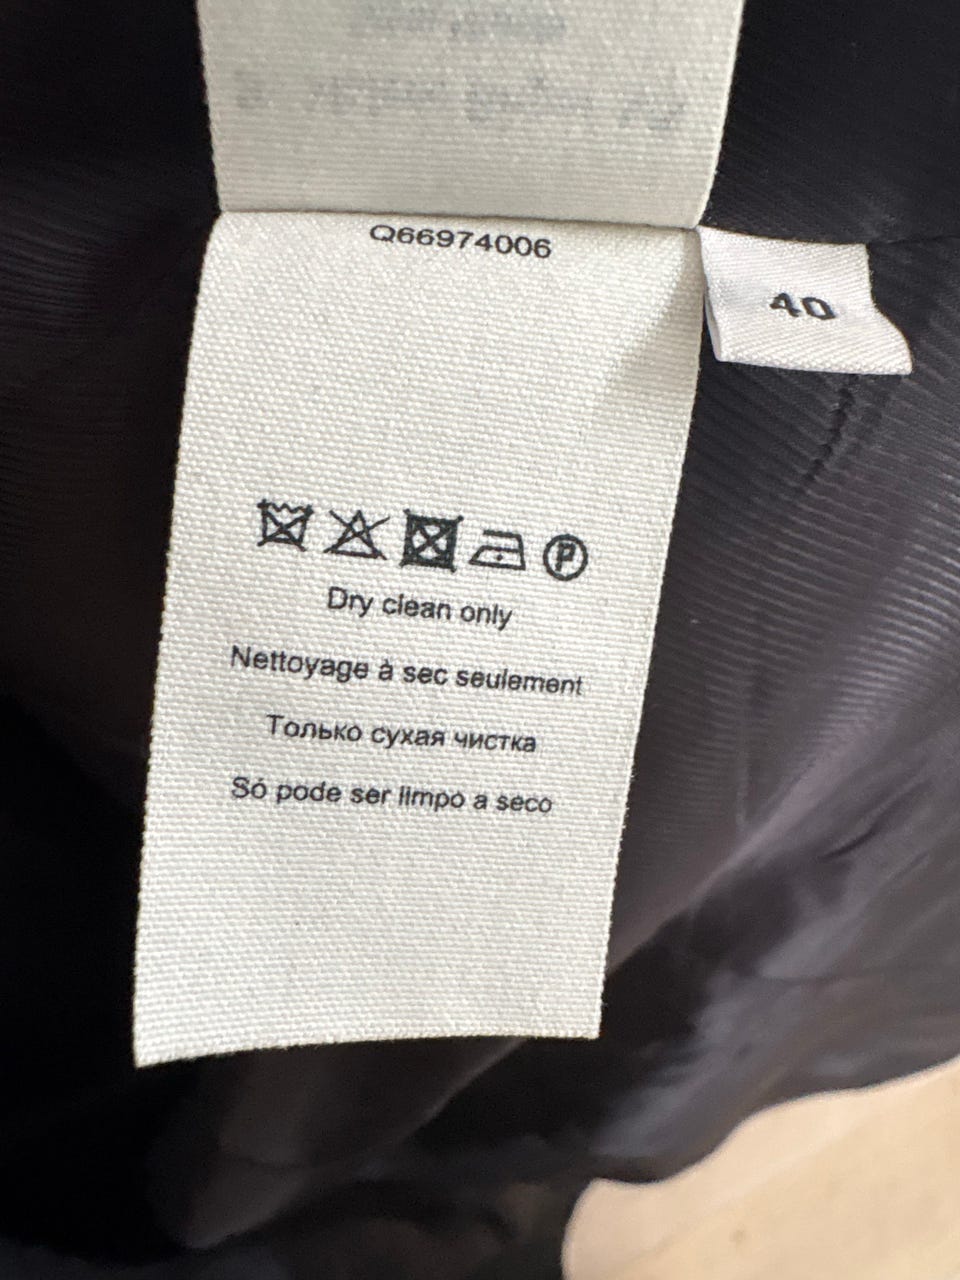 Q66974006
40
P
Dry clean only
Nettoyage à sec seulement
Только сухая чистка
Só pode ser limpo a seco